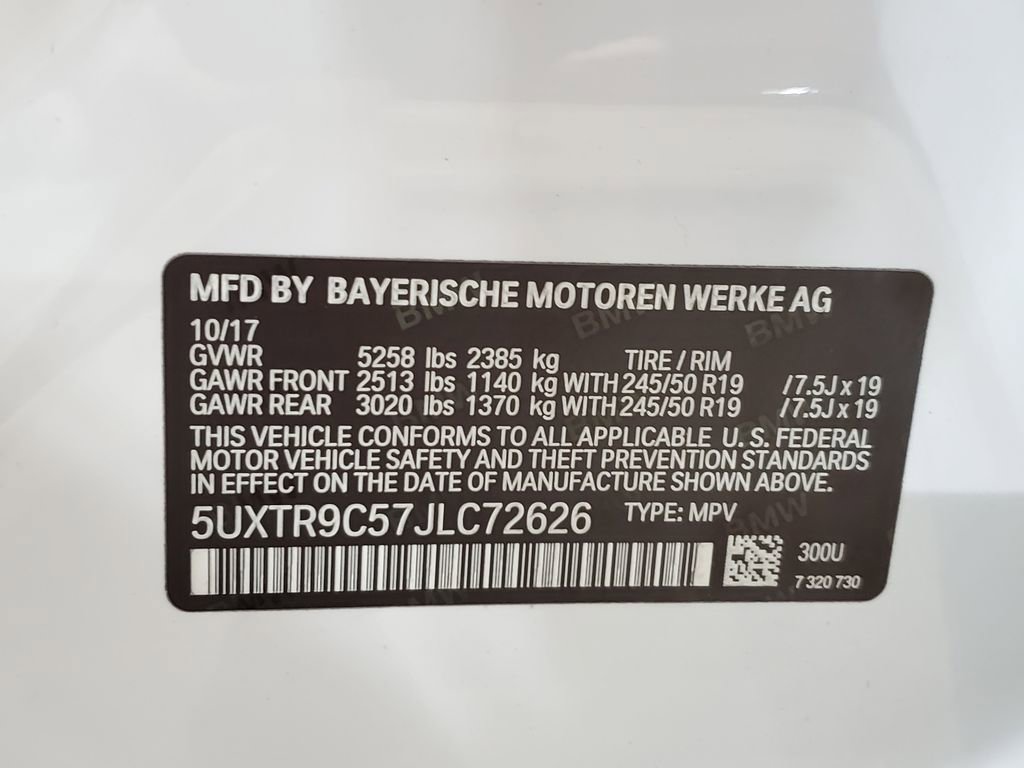 MFD BY BAYERISCHE MOTOREN WERKE AG
10/17
GVWR 5258 lbs 2385 kg TIRE / RIM
GAWR FRONT 2513 lbs 1140 kg WITH 245/50 R19 / 7.5J x 19
GAWR REAR 3020 lbs 1370 kg WITH 245/50 R19 / 7.5J x 19
THIS VEHICLE CONFORMS TO ALL APPLICABLE U. S. FEDERAL
MOTOR VEHICLE SAFETY AND THEFT PREVENTION STANDARDS
IN EFFECT ON THE DATE OF MANUFACTURE SHOWN ABOVE.
5UXTR9C57JLC72626 TYPE: MPV
300U
7 320 730